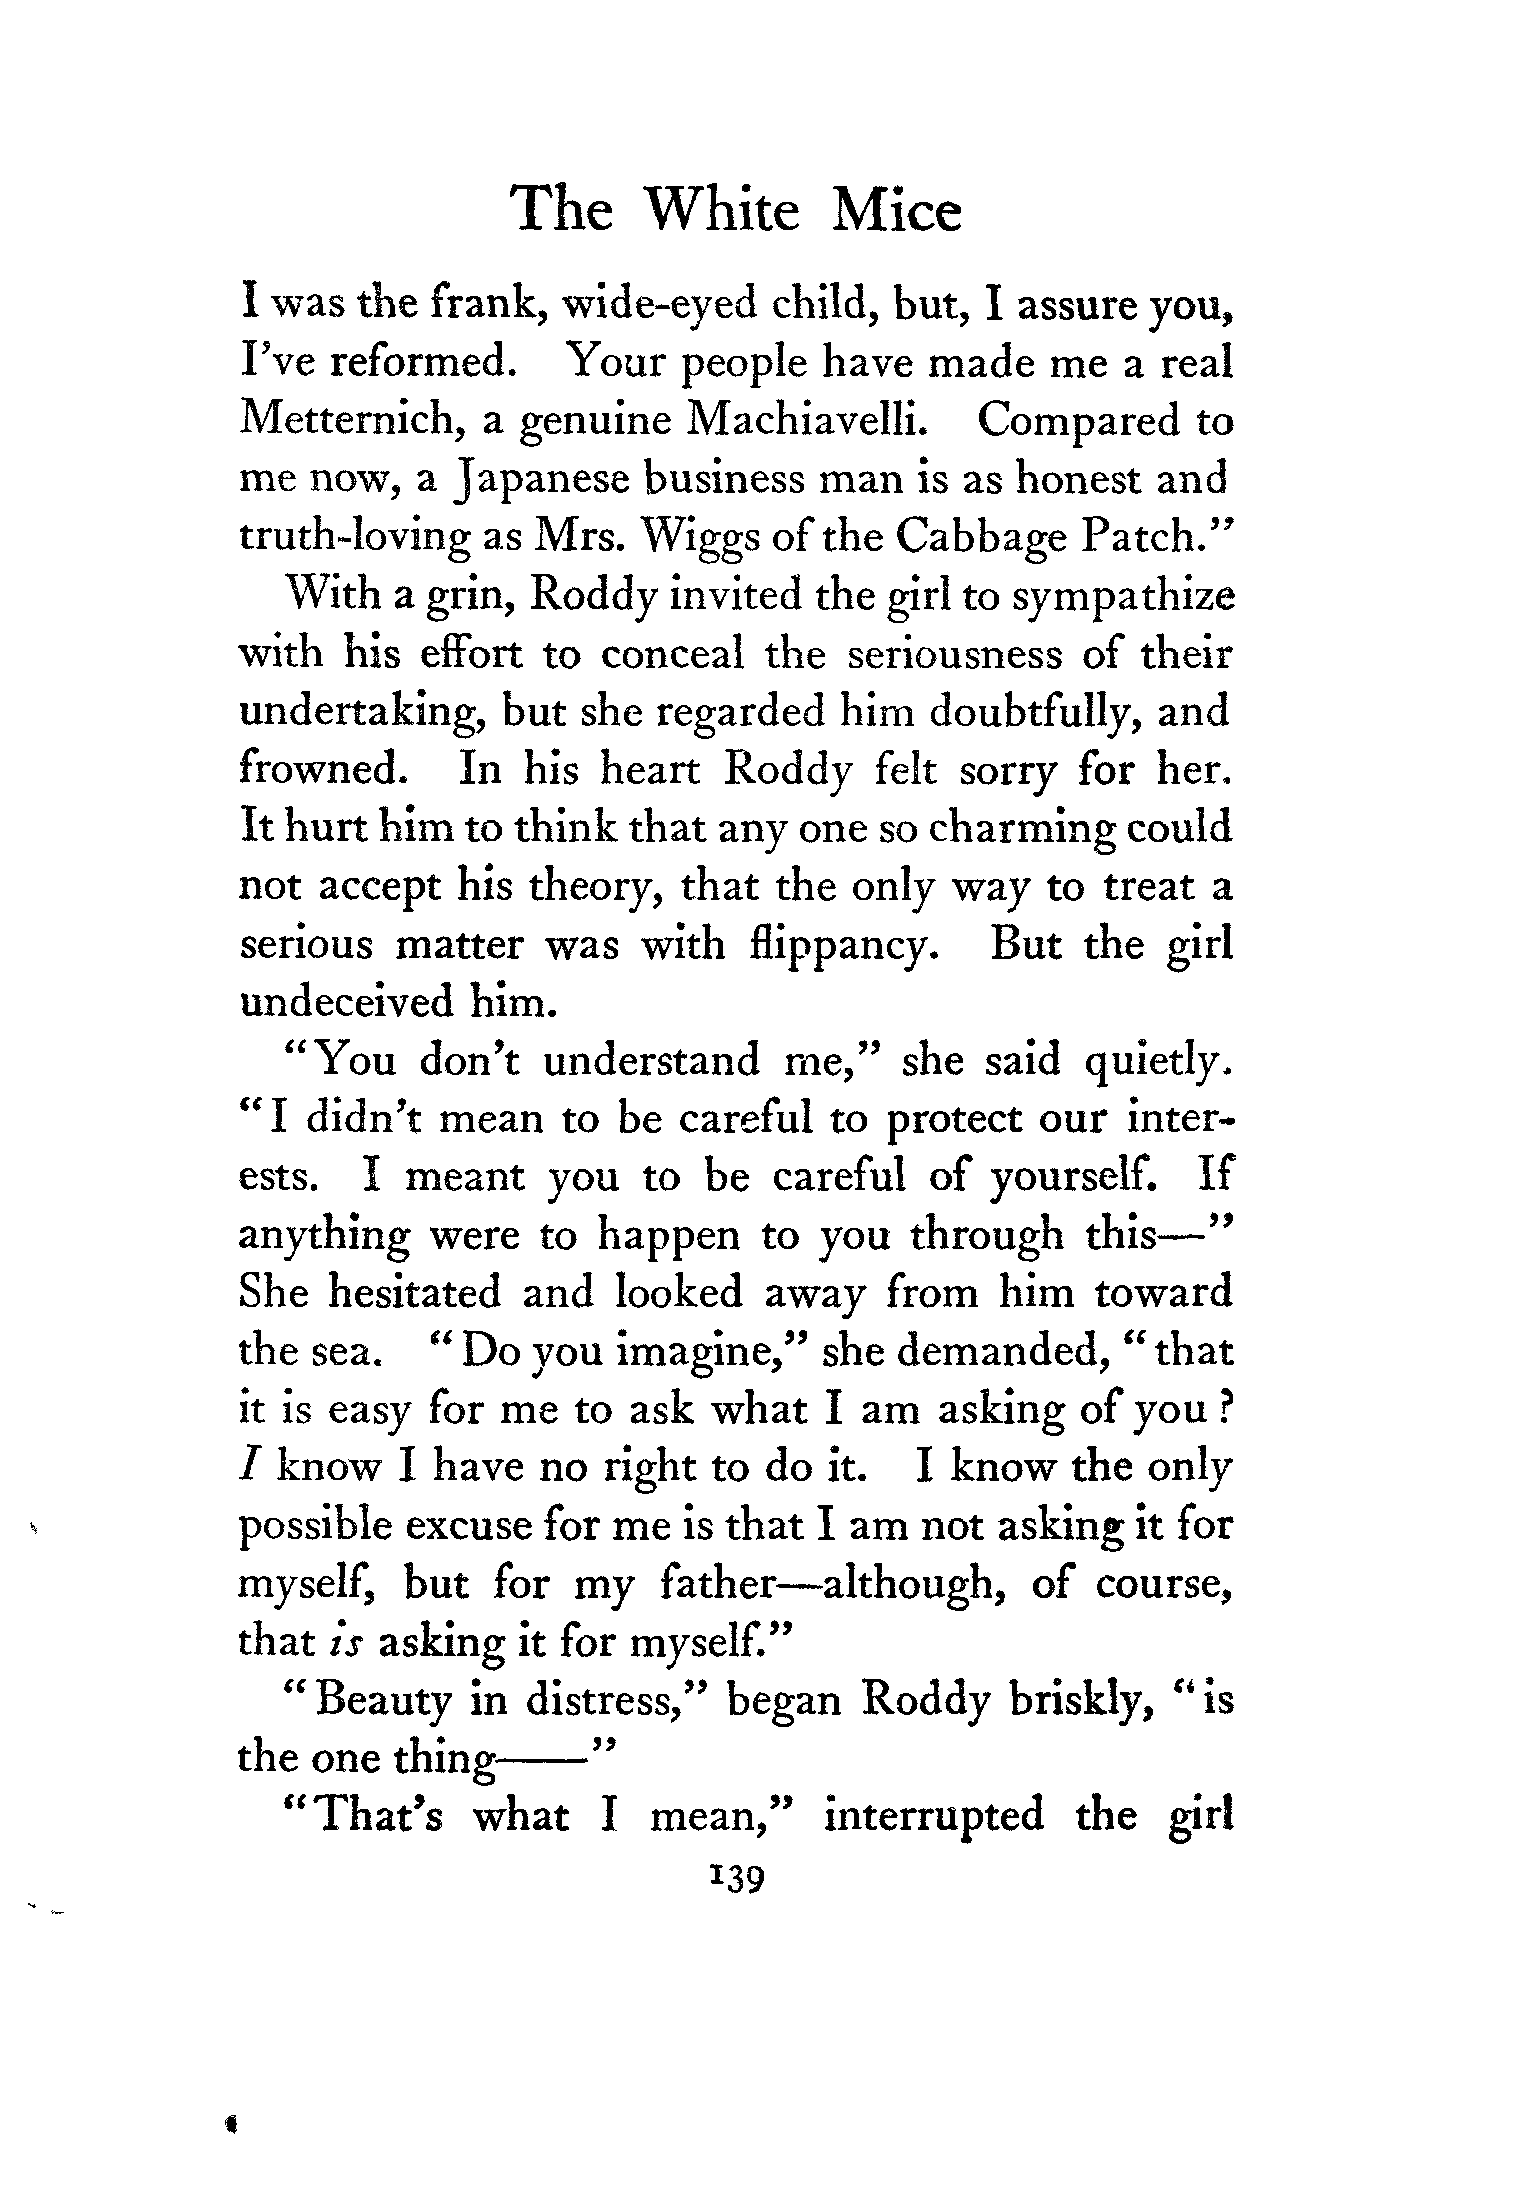 The White Mice
I was the frank, wide-eyed child, but, I assure you,
I've reformed. Your people have made me a real
Metternich, a genuine Machiavelli. Compared to
me now, a Japanese business man is as honest and
truth-loving as Mrs. Wiggs of the Cabbage Patch."
With a grin, Roddy invited the girl to sympathize
with his effort to conceal the seriousness of their
undertaking, but she regarded him doubtfully, and
frowned. In his heart Roddy felt sorry for her.
It hurt him to think that any one so charming could
not accept his theory, that the only way to treat a
serious matter was with flippancy. But the girl
undeceived him.
"You don't understand me," she said quietly.
"I didn't mean to be careful to protect our inter-
ests. I meant you to be careful of yourself. If
anything were to happen to you through this—"
She hesitated and looked away from him toward
the sea. "Do you imagine," she demanded, "that
it is easy for me to ask what I am asking of you?
I know I have no right to do it. I know the only
possible excuse for me is that I am not asking it for
myself, but for my father—although, of course,
that is asking it for myself."
"Beauty in distress," began Roddy briskly, "is
the one thing——"
"That's what I mean," interrupted the girl
139